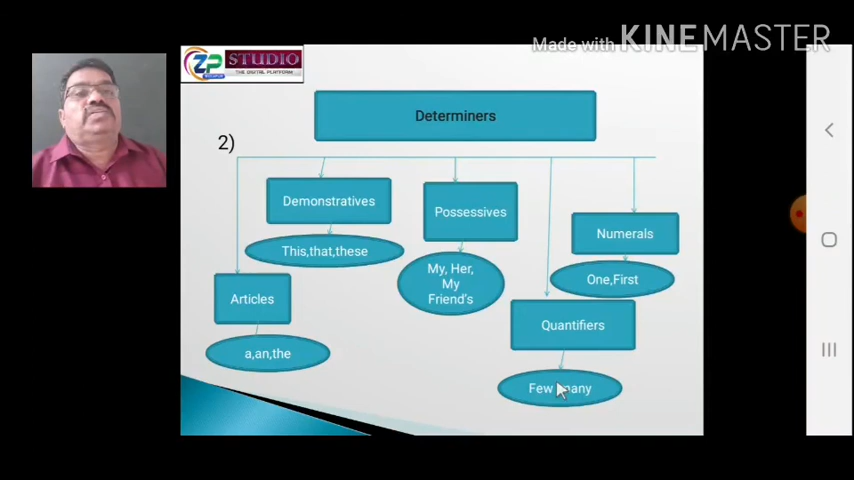 Made with KINEMASTER
ZP STUDIO
THE DIGITAL PLATFORM
Determiners
2)
Demonstratives
Possessives
Numerals
This,that,these
My, Her,
My
Friend's
One,First
Articles
Quantifiers
a,an,the
Few many